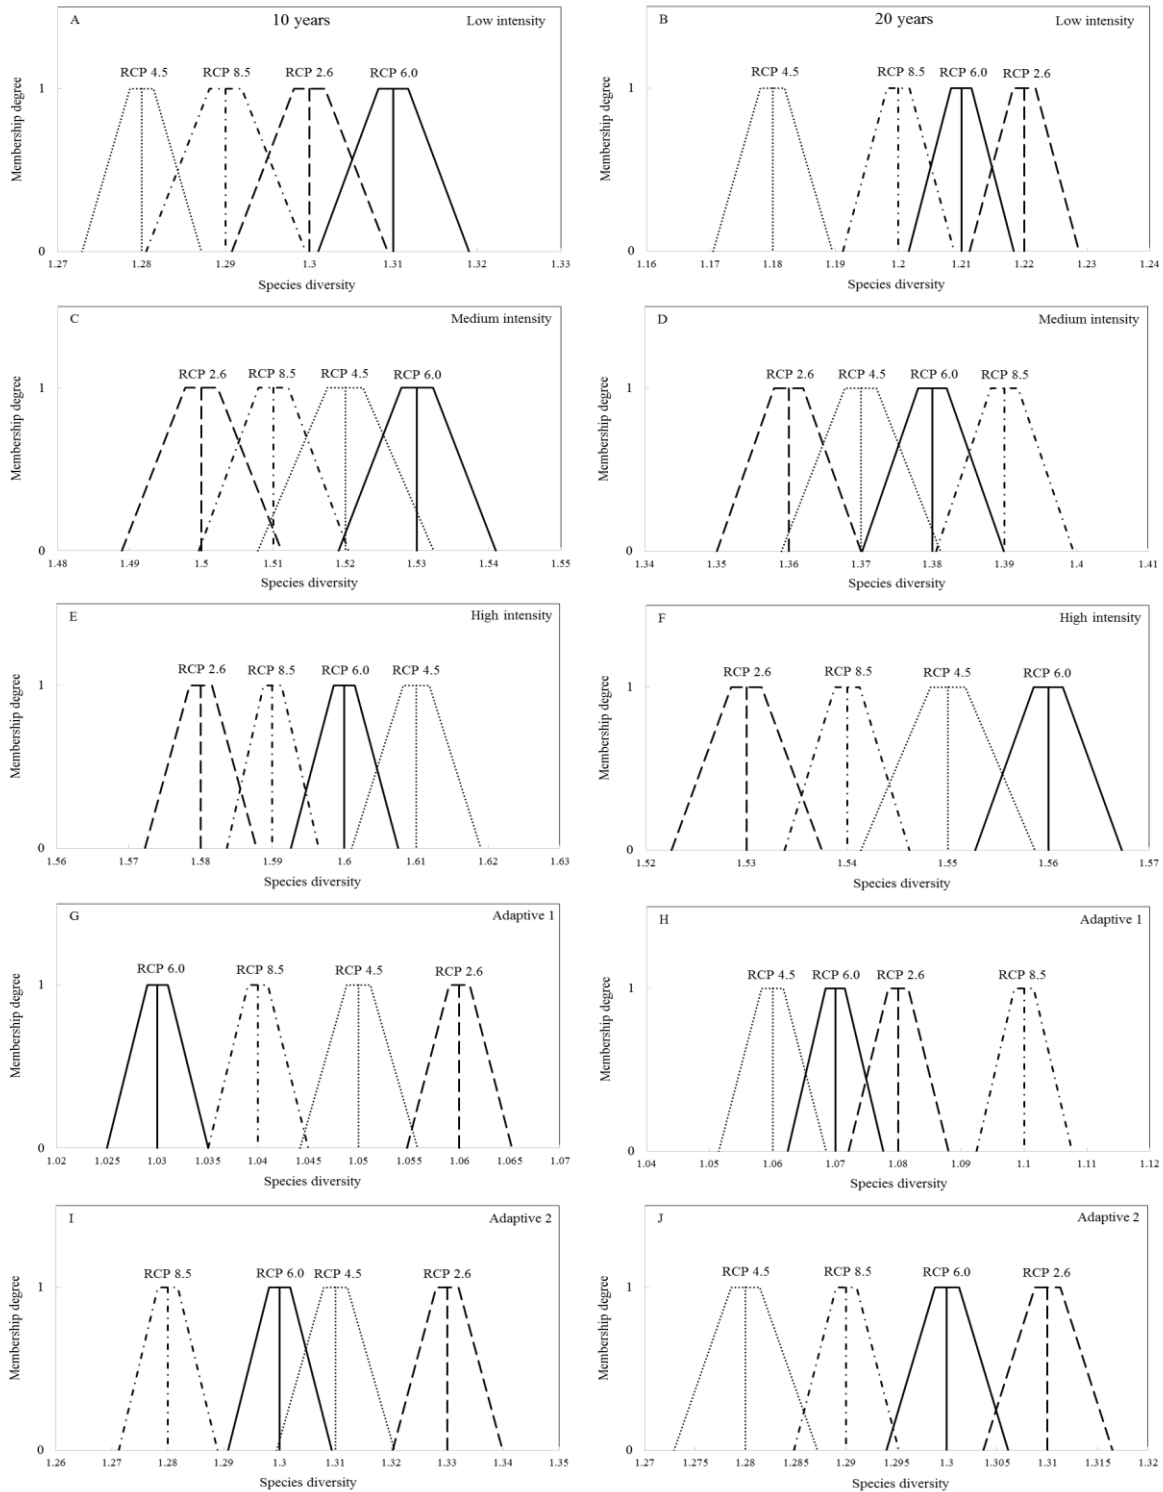 A 10 years Low intensity
RCP 4.5 RCP 8.5 RCP 2.6 RCP 6.0
Membership degree
1
0
1.27 1.28 1.29 1.3 1.31 1.32 1.33
Species diversity
B 20 years Low intensity
RCP 4.5 RCP 8.5 RCP 6.0 RCP 2.6
Membership degree
1
0
1.16 1.17 1.18 1.19 1.2 1.21 1.22 1.23 1.24
Species diversity
C Medium intensity
RCP 2.6 RCP 8.5 RCP 4.5 RCP 6.0
Membership degree
1
0
1.48 1.49 1.5 1.51 1.52 1.53 1.54 1.55
Species diversity
D Medium intensity
RCP 2.6 RCP 4.5 RCP 6.0 RCP 8.5
Membership degree
1
0
1.34 1.35 1.36 1.37 1.38 1.39 1.4 1.41
Species diversity
E High intensity
RCP 2.6 RCP 8.5 RCP 6.0 RCP 4.5
Membership degree
1
0
1.56 1.57 1.58 1.59 1.6 1.61 1.62 1.63
Species diversity
F High intensity
RCP 2.6 RCP 8.5 RCP 4.5 RCP 6.0
Membership degree
1
0
1.52 1.53 1.54 1.55 1.56 1.57
Species diversity
G Adaptive 1
RCP 6.0 RCP 8.5 RCP 4.5 RCP 2.6
Membership degree
1
0
1.02 1.025 1.03 1.035 1.04 1.045 1.05 1.055 1.06 1.065 1.07
Species diversity
H Adaptive 1
RCP 4.5 RCP 6.0 RCP 2.6 RCP 8.5
Membership degree
1
0
1.04 1.05 1.06 1.07 1.08 1.09 1.1 1.11 1.12
Species diversity
I Adaptive 2
RCP 8.5 RCP 6.0 RCP 4.5 RCP 2.6
Membership degree
1
0
1.26 1.27 1.28 1.29 1.3 1.31 1.32 1.33 1.34 1.35
Species diversity
J Adaptive 2
RCP 4.5 RCP 8.5 RCP 6.0 RCP 2.6
Membership degree
1
0
1.27 1.275 1.28 1.285 1.29 1.295 1.3 1.305 1.31 1.315 1.32
Species diversity